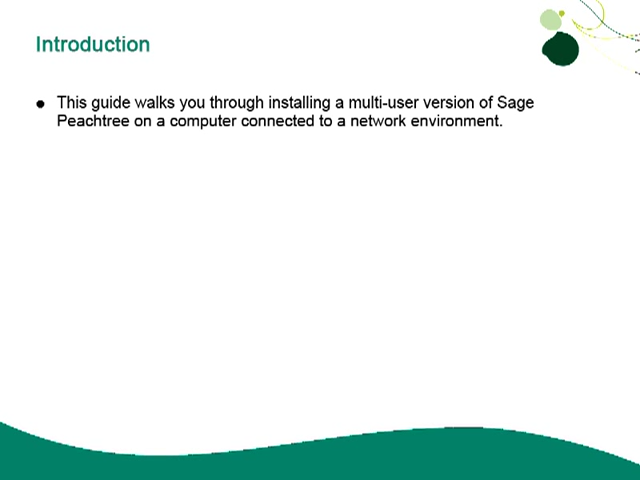 Introduction
● This guide walks you through installing a multi-user version of Sage
Peachtree on a computer connected to a network environment.